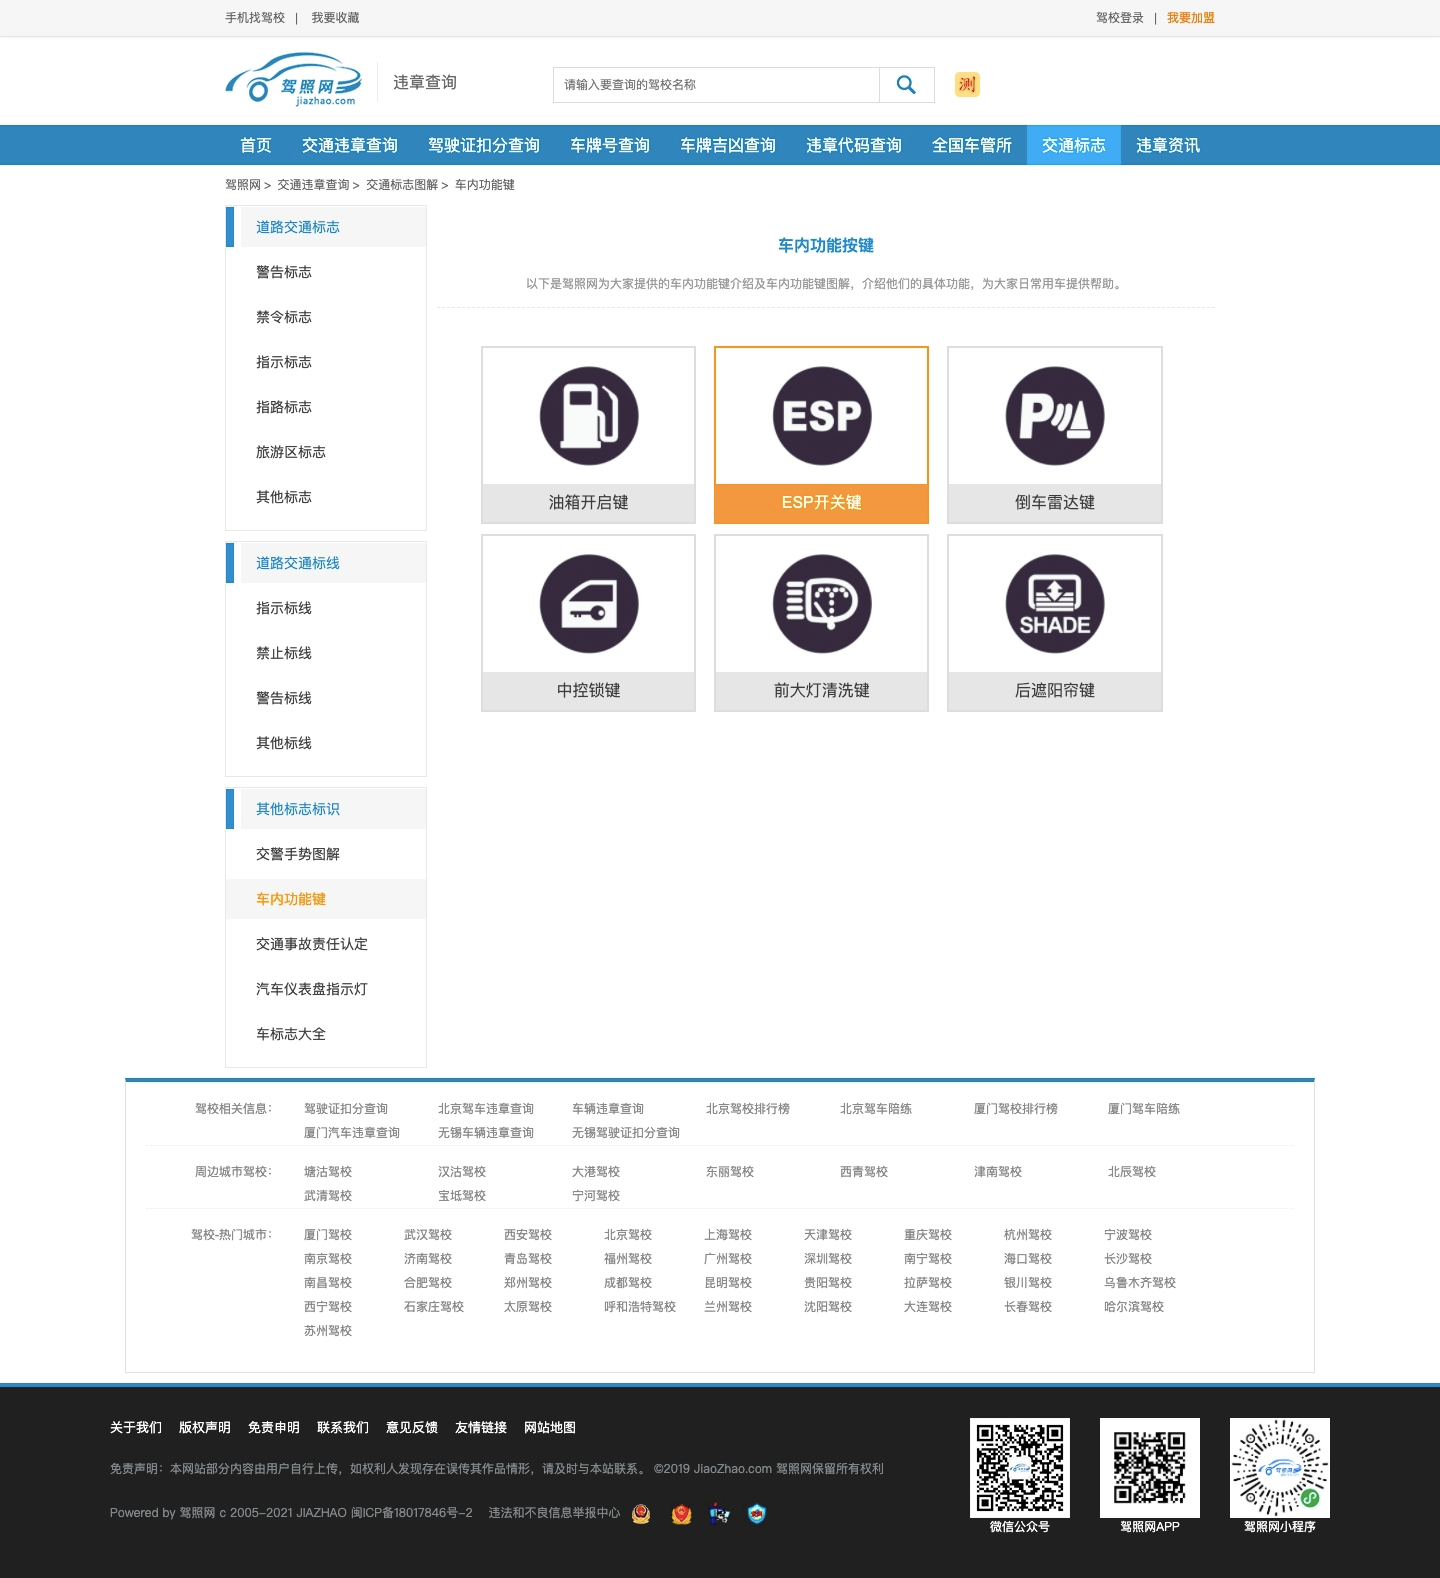 手机找驾校 | 我要收藏 驾校登录 | 我要加盟
驾照网
jiazhao.com
违章查询
请输入要查询的驾校名称
测
首页 交通违章查询 驾驶证扣分查询 车牌号查询 车牌吉凶查询 违章代码查询 全国车管所 交通标志 违章资讯
驾照网 > 交通违章查询 > 交通标志图解 > 车内功能键
道路交通标志
警告标志
禁令标志
指示标志
指路标志
旅游区标志
其他标志
道路交通标线
指示标线
禁止标线
警告标线
其他标线
其他标志标识
交警手势图解
车内功能键
交通事故责任认定
汽车仪表盘指示灯
车标志大全
车内功能按键
以下是驾照网为大家提供的车内功能键介绍及车内功能键图解，介绍他们的具体功能，为大家日常用车提供帮助。
ESP
P
油箱开启键 ESP开关键 倒车雷达键
SHADE
中控锁键 前大灯清洗键 后遮阳帘键
驾校相关信息： 驾驶证扣分查询 北京驾车违章查询 车辆违章查询 北京驾校排行榜 北京驾车陪练 厦门驾校排行榜 厦门驾车陪练
厦门汽车违章查询 无锡车辆违章查询 无锡驾驶证扣分查询
周边城市驾校： 塘沽驾校 汉沽驾校 大港驾校 东丽驾校 西青驾校 津南驾校 北辰驾校
武清驾校 宝坻驾校 宁河驾校
驾校-热门城市： 厦门驾校 武汉驾校 西安驾校 北京驾校 上海驾校 天津驾校 重庆驾校 杭州驾校 宁波驾校
南京驾校 济南驾校 青岛驾校 福州驾校 广州驾校 深圳驾校 南宁驾校 海口驾校 长沙驾校
南昌驾校 合肥驾校 郑州驾校 成都驾校 昆明驾校 贵阳驾校 拉萨驾校 银川驾校 乌鲁木齐驾校
西宁驾校 石家庄驾校 太原驾校 呼和浩特驾校 兰州驾校 沈阳驾校 大连驾校 长春驾校 哈尔滨驾校
苏州驾校
关于我们 版权声明 免责申明 联系我们 意见反馈 友情链接 网站地图
免责声明：本网站部分内容由用户自行上传，如权利人发现存在误传其作品情形，请及时与本站联系。 ©2019 JiaoZhao.com 驾照网保留所有权利
Powered by 驾照网 c 2005-2021 JIAZHAO 闽ICP备18017846号-2 违法和不良信息举报中心
微信公众号 驾照网APP 驾照网小程序